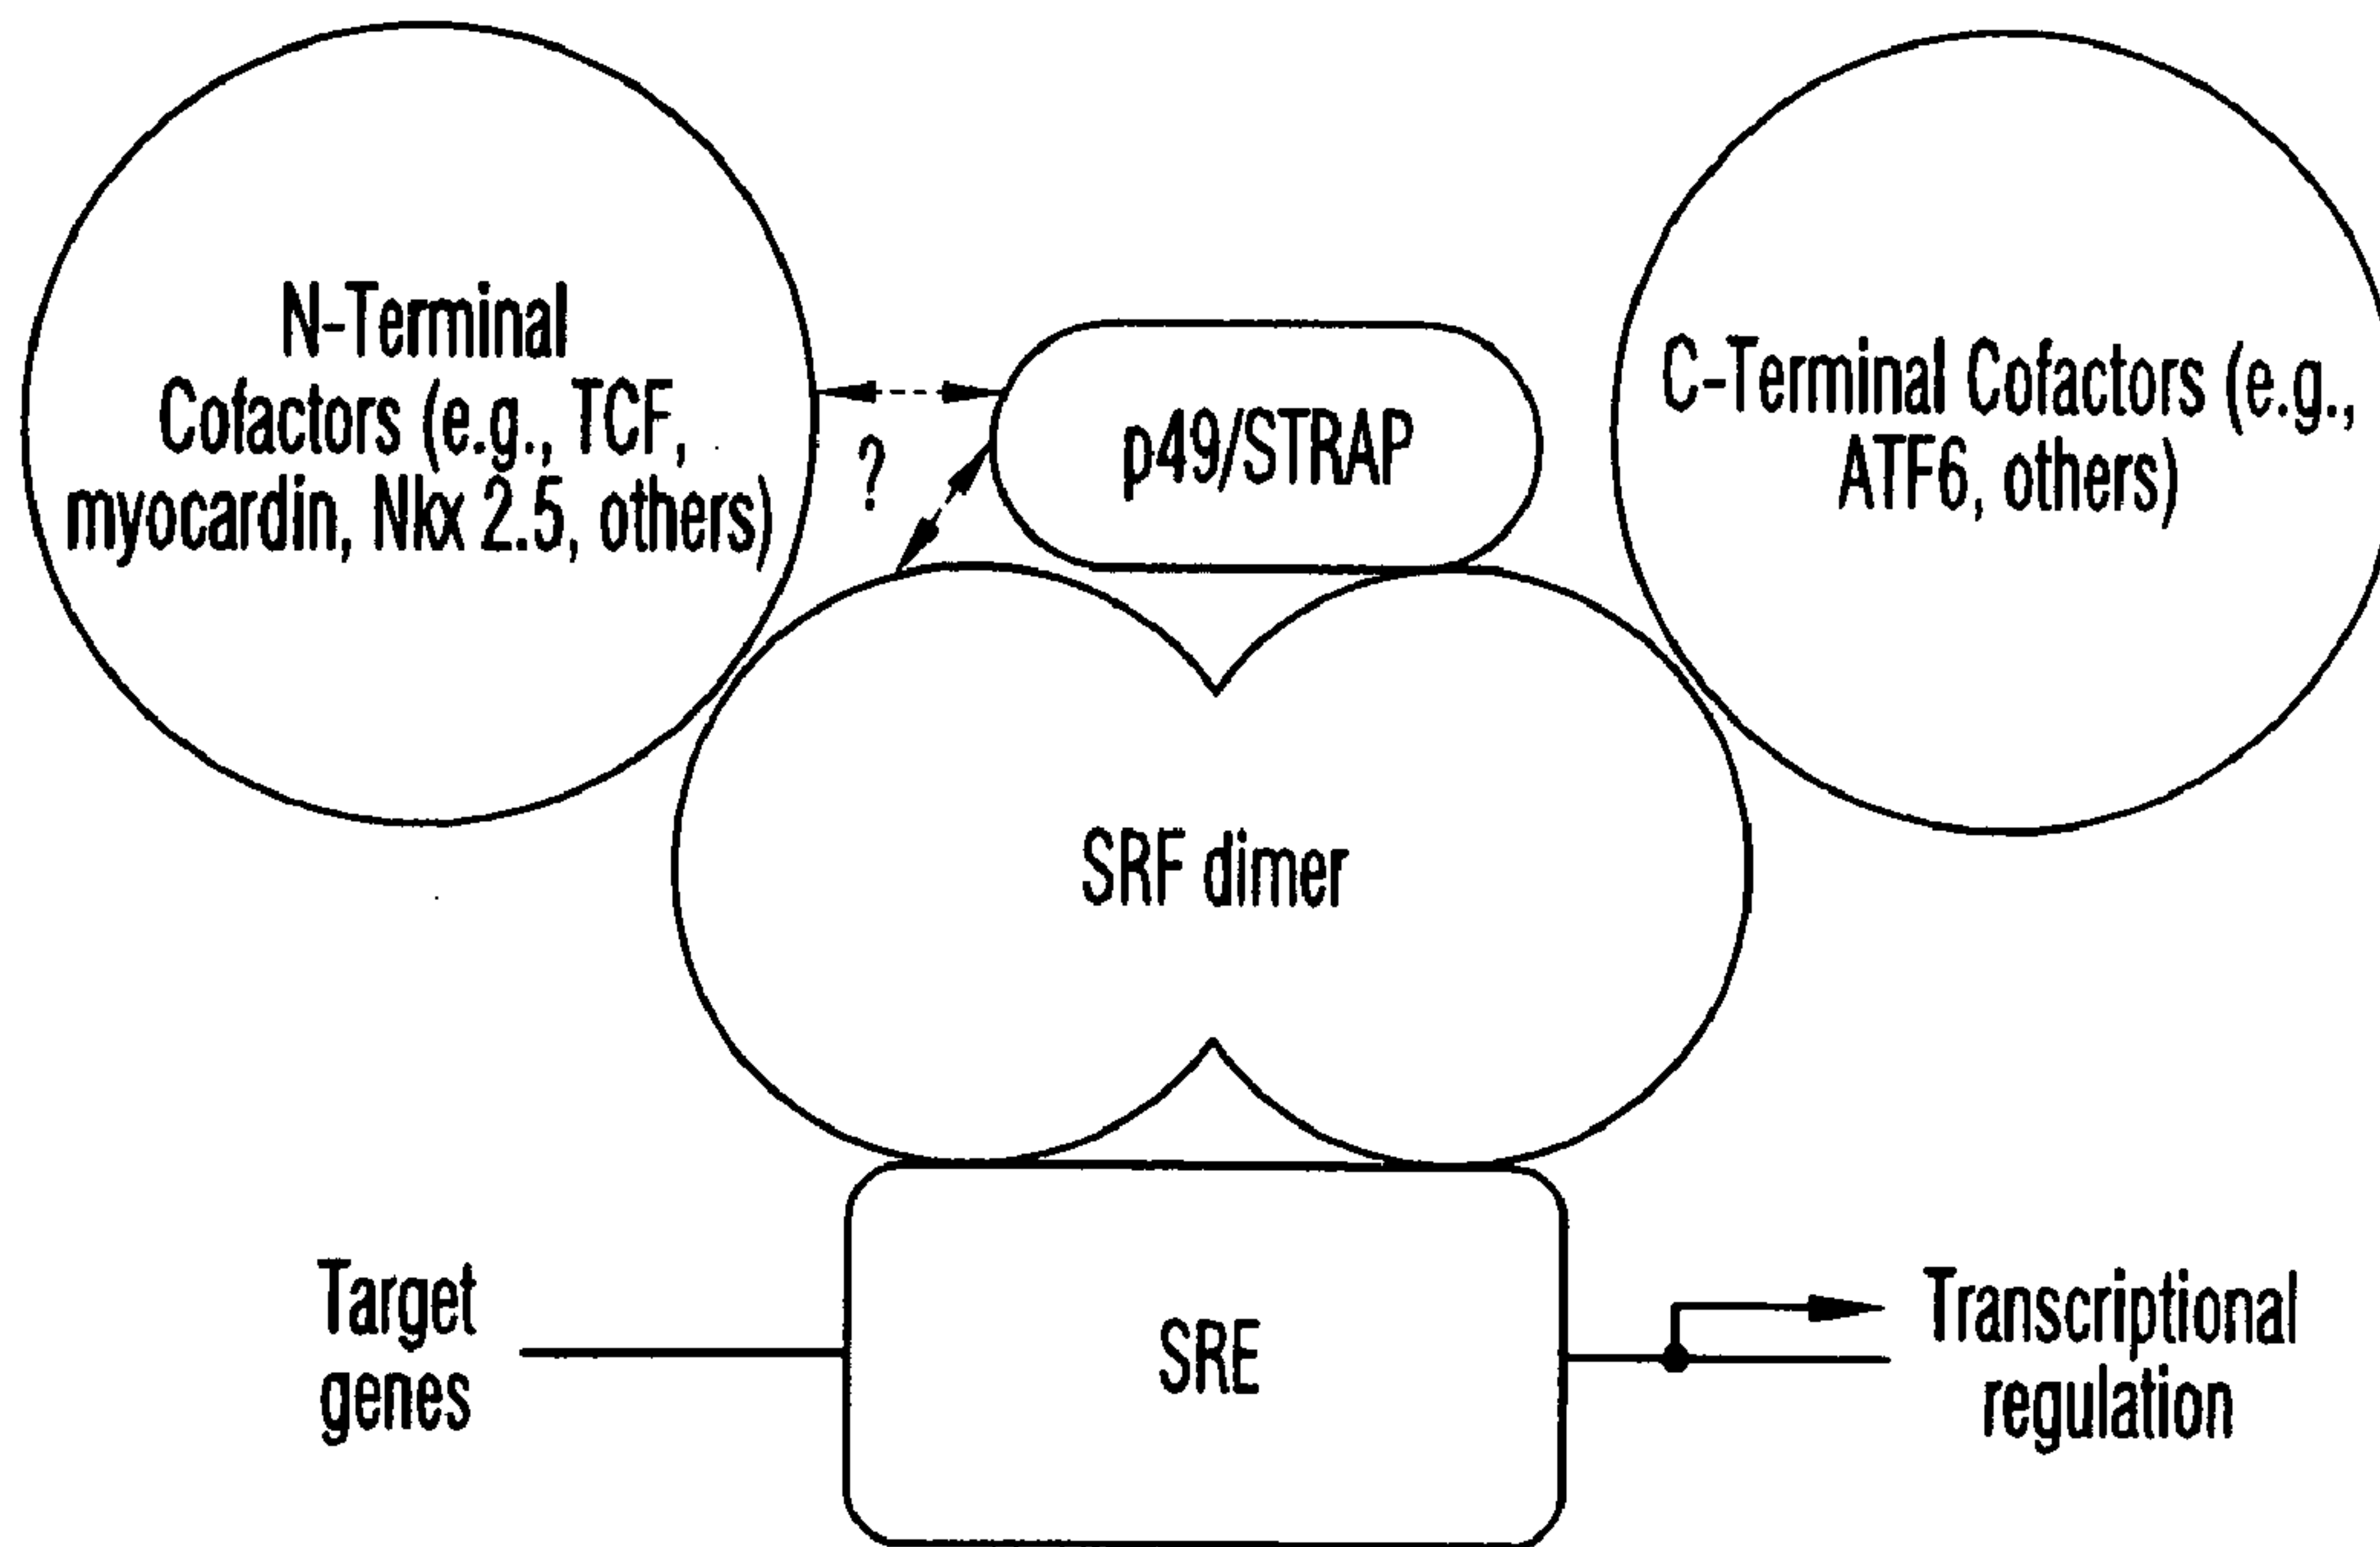 N-Terminal
Cofactors (e.g., TCF,
myocardin, Nkx 2.5, others)
?
p49/STRAP
C-Terminal Cofactors (e.g.,
ATF6, others)
SRF dimer
Target
genes
SRE
Transcriptional
regulation